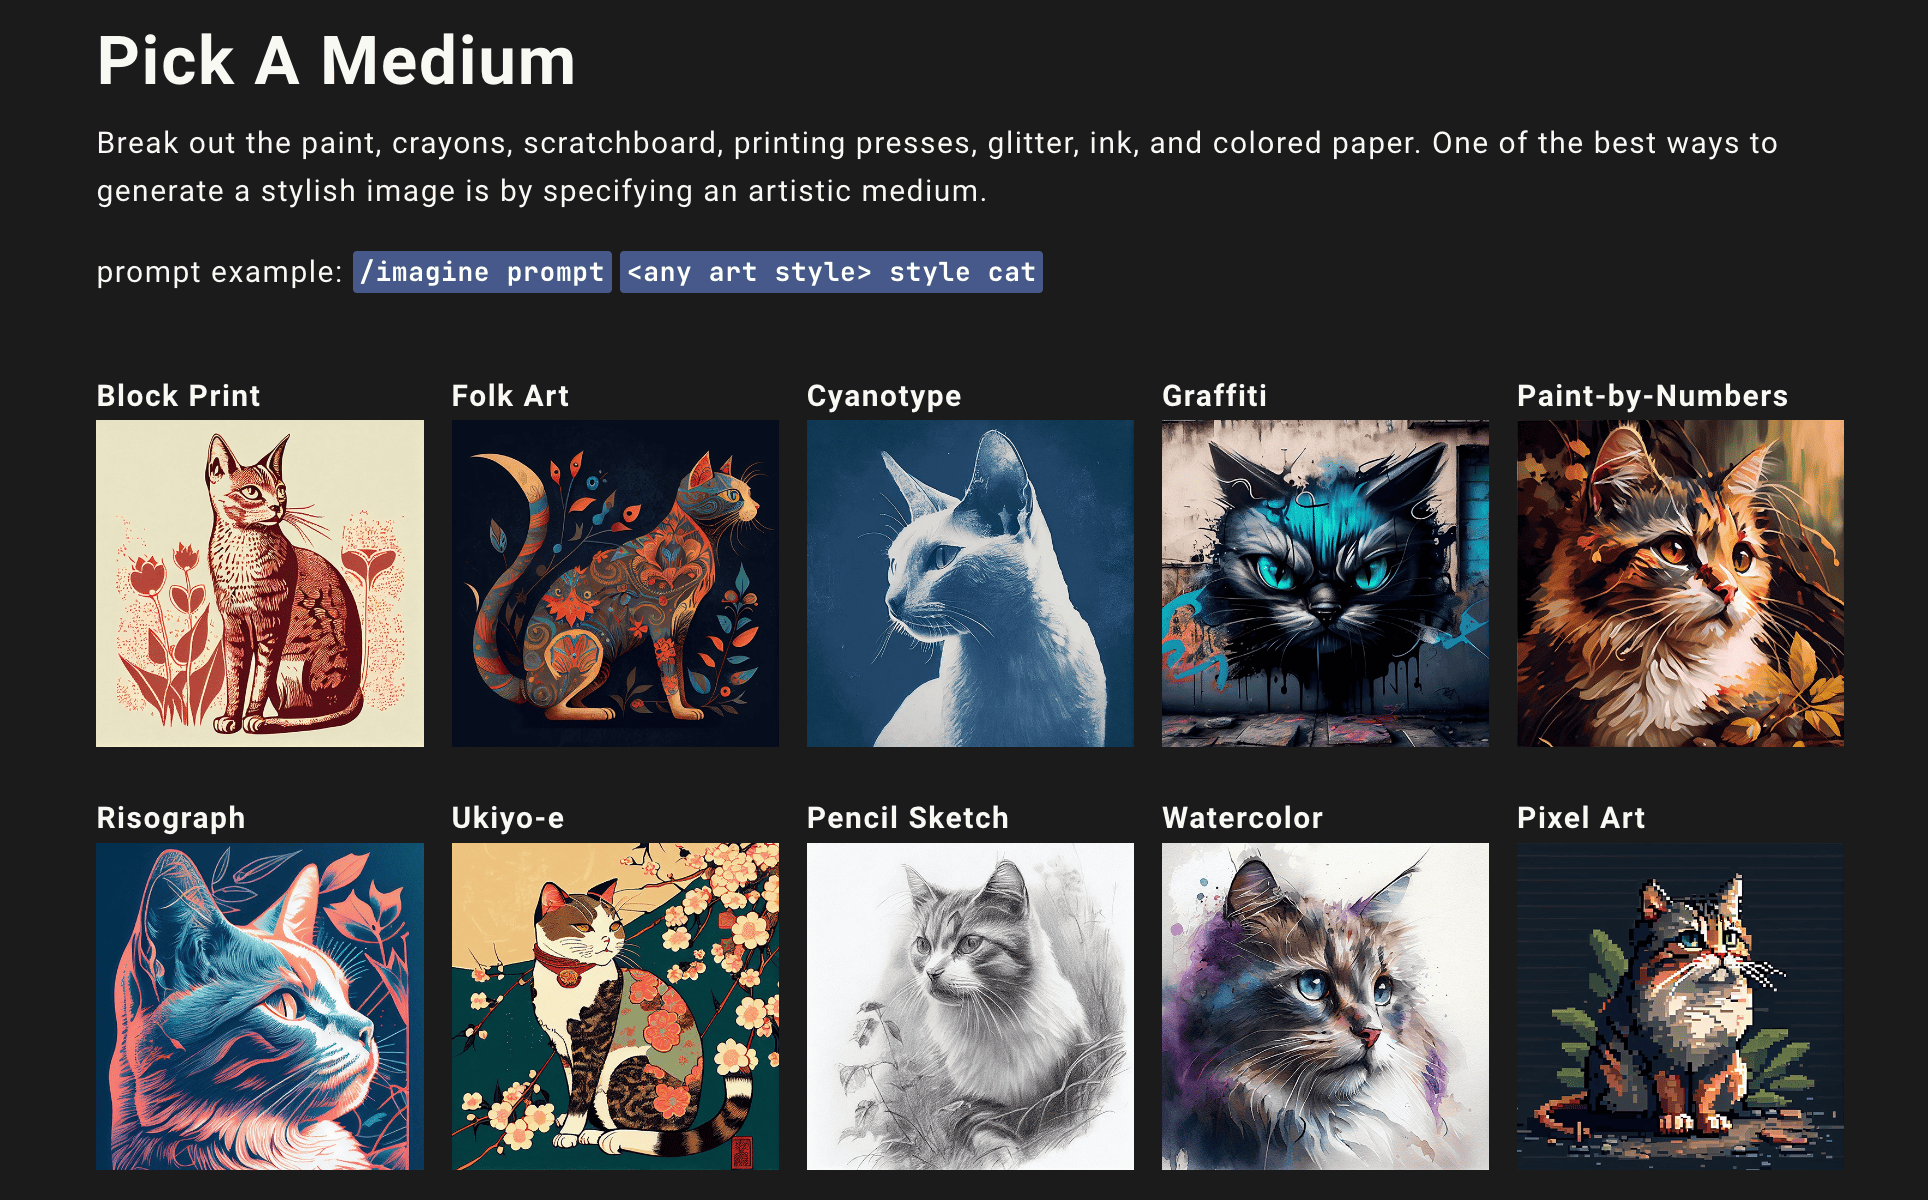 Pick A Medium
Break out the paint, crayons, scratchboard, printing presses, glitter, ink, and colored paper. One of the best ways to
generate a stylish image is by specifying an artistic medium.
prompt example: /imagine prompt <any art style> style cat
Block Print
Folk Art
Cyanotype
Graffiti
Paint-by-Numbers
Risograph
Ukiyo-e
Pencil Sketch
Watercolor
Pixel Art